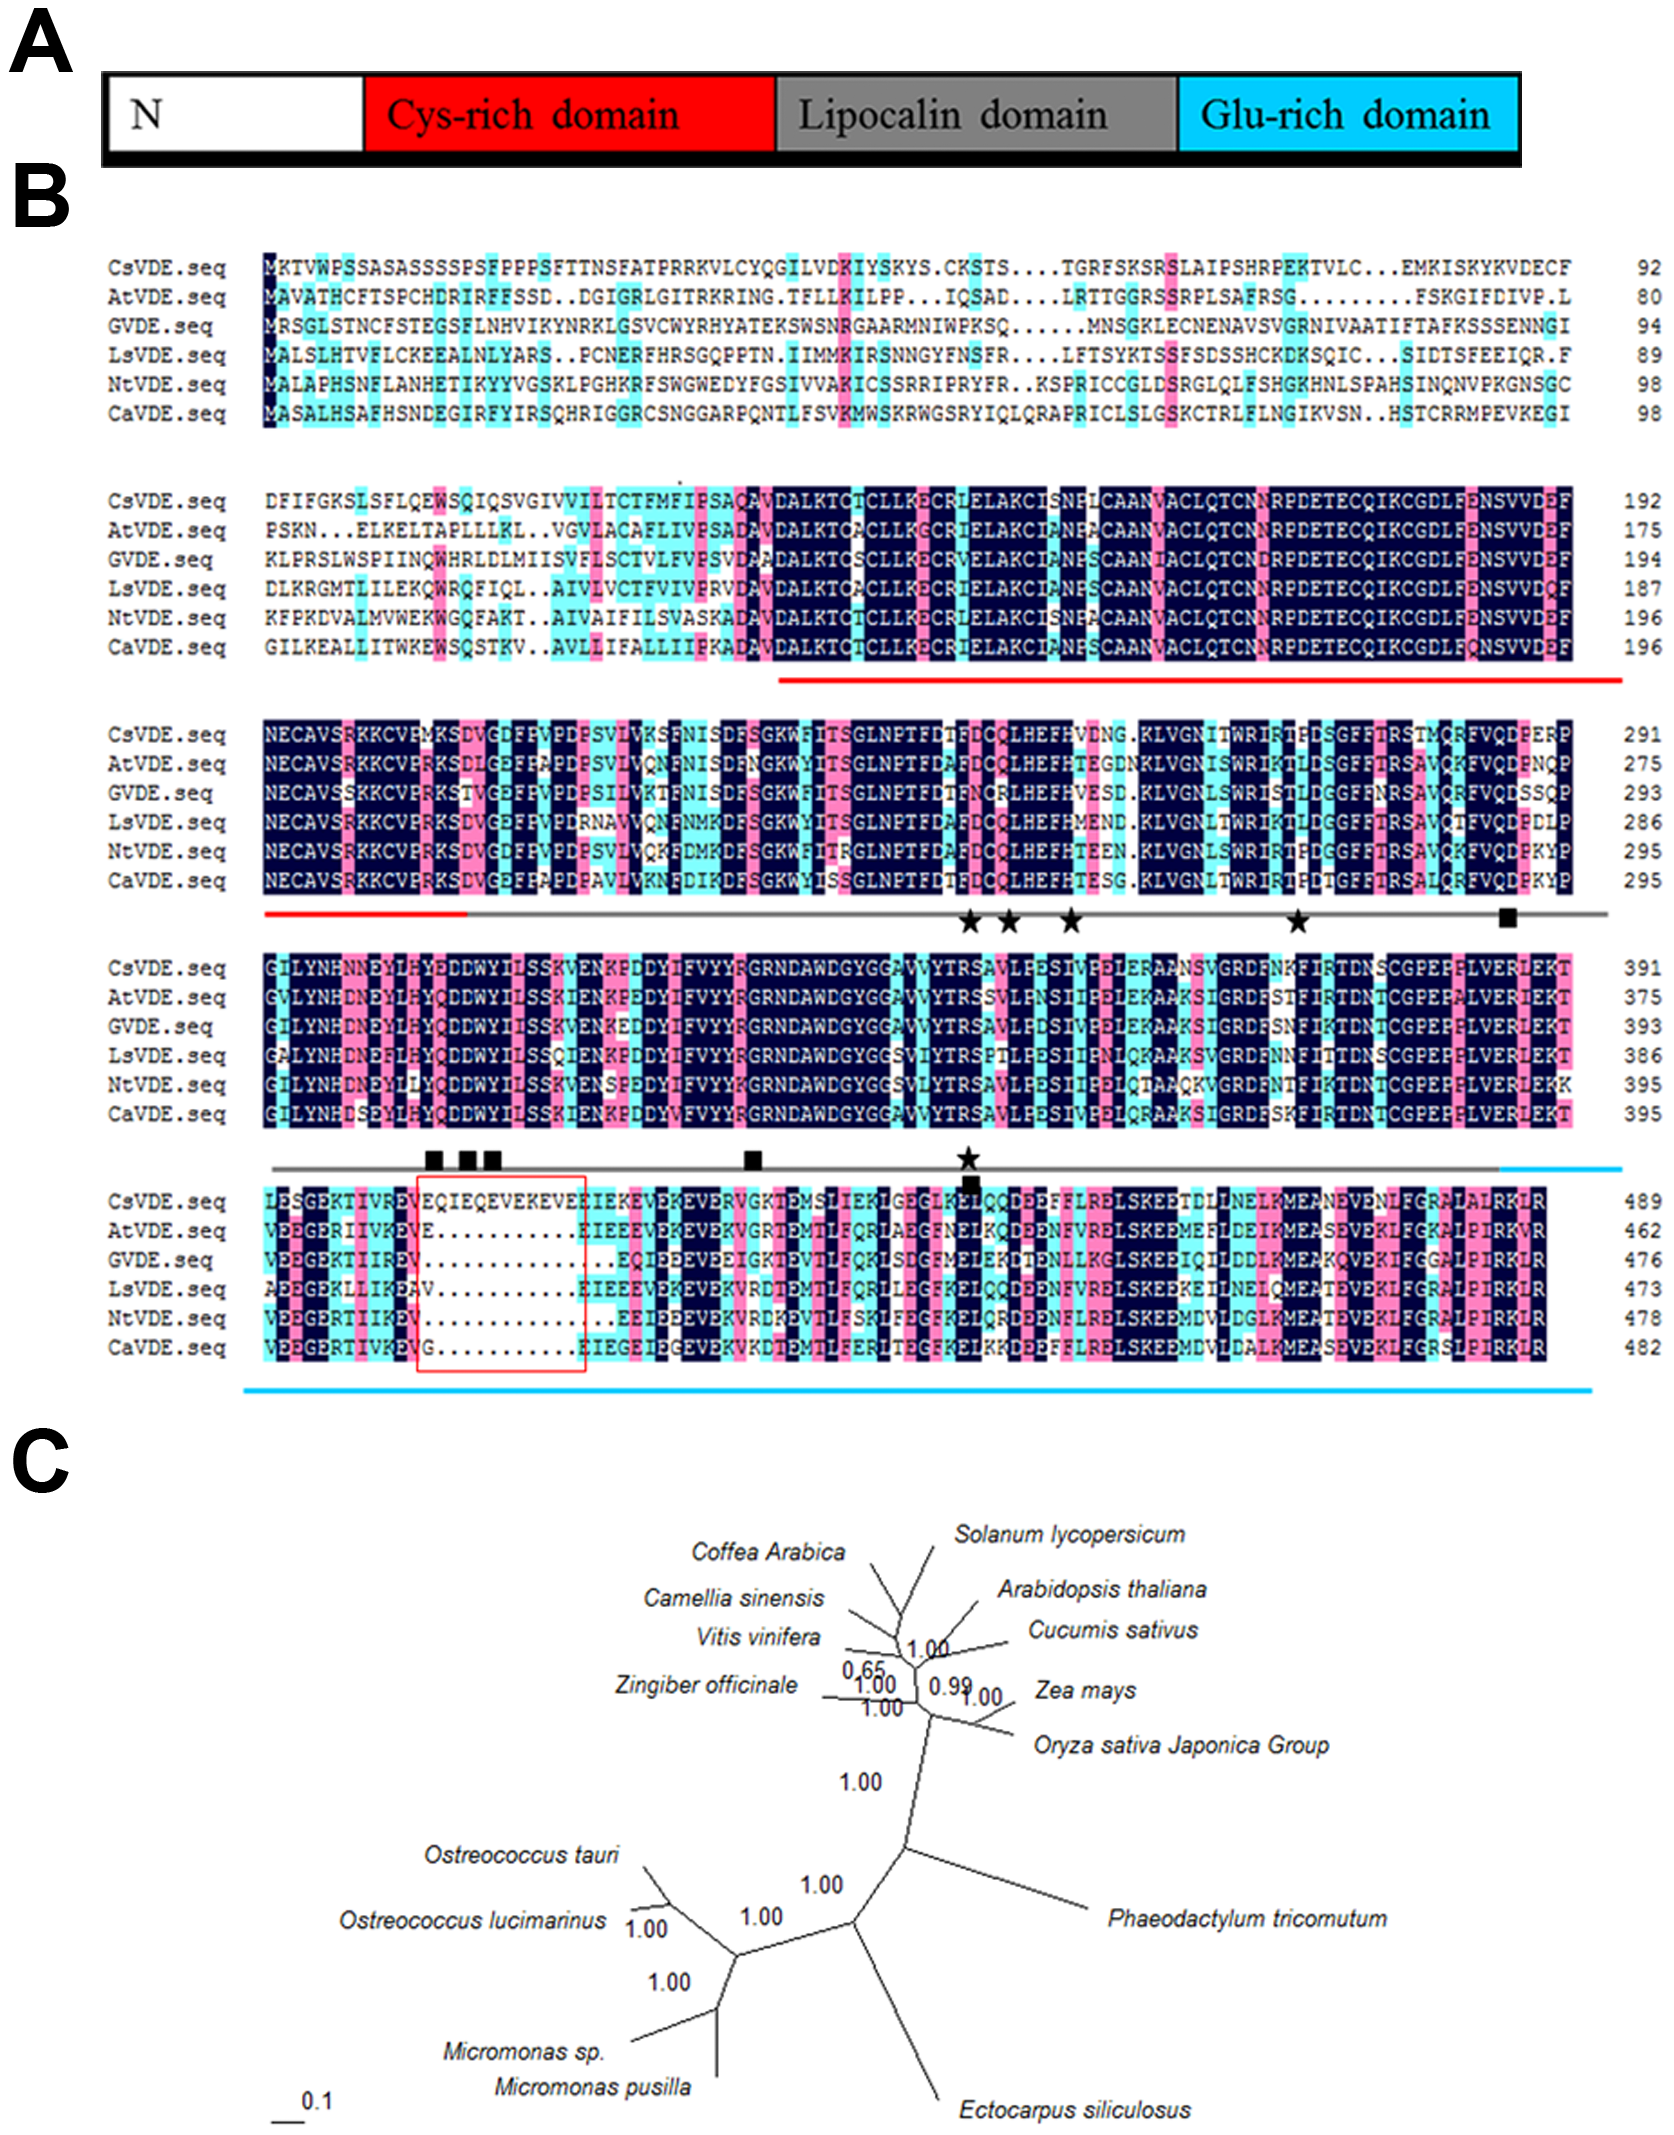 A
N Cys-rich domain Lipocalin domain Glu-rich domain
B
CsVDE.seq MKTVWPSSASASSSSPSFPPPSFTTNSFATPRRKVLCYQGILVDKIYSKYS.CKSTS....TGRFSKSRSLAIPSHRPEKTVLC...EMKISKYKVDECF 92
AtVDE.seq MAVATHCFTSPCHDRIRFFSSD..DGIGRLGITRKRING.TFLLKILPP...IQSAD....LRTTGGRSSRPLSAFRSG.........FSKGIFDIVP.L 80
GVDE.seq MRSGLSTNCFSTEGSFLNHVIKYNRKLGSVCWYRHYATEKSWSNRGAARMNIWPKSQ......MNSGKLECNENAVSVGRNIVAATIFTAFKSSSENNGI 94
LsVDE.seq MALSLHTVFLCKEEALNLYARS..PCNERFHRSGQPPTN.IIMMKIRSNNGYFNSFR....LFTSYKTSSFSDSSHCKDKSQIC...SIDTSFEEIQR.F 89
NtVDE.seq MALAPHSNFLANHETIKYYVGSKLPGHKRFSWGWEDYFGSIVVAKICSSRRIPRYFR..KSPRICCGLDSRGLQLFSHGKHNLSPAHSINQNVPKGNSGC 98
CaVDE.seq MASALHSAFHSNDEGIRFYIRSQHRIGGRCSNGGARPQNTLFSVKMWSKRWGSRYIQLQRAPRICLSLGSKCTRLFLNGIKVSN..HSTCRRMPEVKEGI 98
CsVDE.seq DFIFGKSLSFLQEWSQIQSVGIVVILTCTFMFIPSAQAVDALKTCTCLLKECRLELAKCISNPLCAANVACLQTCNNRPDETECQIKCGDLFENSVVDEF 192
AtVDE.seq PSKN...ELKELTAPLLLKL..VGVLACAFLIVPSADAVDALKTCACLLKGCRIELAKCIANPACAANVACLQTCNNRPDETECQIKCGDLFENSVVDEF 175
GVDE.seq KLPRSLWSPIINQWHRLDLMIISVFLSCTVLFVPSVDAADALKTCSCLLKECRVELAKCIANPSCAANIACLQTCNDRPDETECQIKCGDLFENSVVDEF 194
LsVDE.seq DLKRGMTLILEKQWRQFIQL..AIVLVCTFVIVPRVDAVDALKTCACLLKECRIELAKCIANPSCAANVACLQTCNNRPDETECQIKCGDLFENSVVDQF 187
NtVDE.seq KFPKDVALMVWEKWGQFAKT..AIVAIFILSVASKADAVDALKTCTCLLKECRLELAKCISNPACAANVACLQTCNNRPDETECQIKCGDLFENSVVDEF 196
CaVDE.seq GILKEALLITWKEWSQSTKV..AVLLIFALLIIPKADAVDALKTCTCLLKECRIELAKCIANPSCAANVACLQTCNNRPDETECQIKCGDLFQNSVVDEF 196
CsVDE.seq NECAVSRKKCVPMKSDVGDFPVPDPSVLVKSFNISDFSGKWFITSGLNPTFDTFDCQLHEFHVDNG.KLVGNITWRIRTPDSGFFTRSTMQRFVQDPERP 291
AtVDE.seq NECAVSRKKCVPRKSDLGEFPAPDPSVLVQNFNISDFNGKWYITSGLNPTFDAFDCQLHEFHTEGDNKLVGNISWRIKTLDSGFFTRSAVQKFVQDPNQP 275
GVDE.seq NECAVSSKKCVPRKSTVGEFPVPDPSILVKTFNISDFSGKWFITSGLNPTFDTFNCRLHEFHVESD.KLVGNLSWRISTLDGGFFNRSAVQRFVQDSSQP 293
LsVDE.seq NECAVSRKKCVPRKSDVGEFPVPDRNAVVQNFNMKDFSGKWYITSGLNPTFDAFDCQLHEFHMEND.KLVGNLTWRIKTLDGGFFTRSAVQTFVQDPDLP 286
NtVDE.seq NECAVSRKKCVPRKSDVGDFPVPDPSVLVQKFDMKDFSGKWFITRGLNPTFDAFDCQLHEFHTEEN.KLVGNLSWRIRTPDGGFFTRSAVQKFVQDPKYP 295
CaVDE.seq NECAVSRKKCVPRKSDVGEFPAPDPAVLVKNFDIKDFSGKWYISSGLNPTFDTFDCQLHEFHTESG.KLVGNLTWRIRTPDTGFFTRSALQRFVQDPKYP 295
CsVDE.seq GILYNHNNEYLHYEDDWYILSSKVENKPDDYIFVYYRGRNDAWDGYGGAVVYTRSAVLPESIVPELERAANSVGRDFNKFIRTDNSCGPEPPLVERLEKT 391
AtVDE.seq GVLYNHDNEYLHYQDDWYILSSKIENKPEDYIFVYYRGRNDAWDGYGGAVVYTRSSVLPNSIIPELEKAAKSIGRDFSTFIRTDNTCGPEPALVERIEKT 375
GVDE.seq GILYNHDNEYLHYQDDWYIISSKVENKEDDYIFVYYRGRNDAWDGYGGAVVYTRSAVLPDSIVPELEKAAKSIGRDFSNFIKTDNTCGPEPPLVERLEKT 393
LsVDE.seq GALYNHDNEFLHYQDDWYILSSQIENKPDDYIFVYYRGRNDAWDGYGGSVIYTRSPTLPESIIPNLQKAAKSVGRDFNNFITTDNSCGPEPPLVERLEKT 386
NtVDE.seq GILYNHDNEYLLYQDDWYILSSKVENSPEDYIFVYYKGRNDAWDGYGGSVLYTRSAVLPESIIPELQTAAQKVGRDFNTFIKTDNTCGPEPPLVERLEKK 395
CaVDE.seq GILYNHDSEYLHYQDDWYILSSKIENKPDDYVFVYYRGRNDAWDGYGGAVVYTRSAVLPESIVPELQRAAKSIGRDFSKFIRTDNTCGPEPPLVERLEKT 395
CsVDE.seq LESGEKTIVREVEQIEQEVEKEVEEIEKEVEKEVERVGKTEMSLIEKLGEGLKELQQDEEFFLRELSKEETDLLNELKMEANEVENLFGRALALRKLR 489
AtVDE.seq VEEGERIIVKEVE...........EIEEEVEKEVEKVGRTEMTLFQRLAEGFNELKQDEENFVRELSKEEMEFLDEIKMEASEVEKLFGKALPIRKVR 462
GVDE.seq VEEGEKTIIREV..............EQIEEEVEEIGKTEVTLFQKLSDGFMELEKDTENLLKGLSKEEIQILDDLKMEAKQVEKIFGGALPIRKLR 476
LsVDE.seq AEEGEKLLIKEAV...........EIEEEVEKEVEKVRDTEMTLFQRLLEGFKELQQDEENFVRELSKEEKEILNELQMEATEVEKLFGRALPIRKLR 473
NtVDE.seq VEEGERTIIKEV..............EEIEEEVEKVRDKEVTLFSKLFEGFKELQRDEENFLRELSKEEMDVLDGLKMEATEVEKLFGRALPIRKLR 478
CaVDE.seq VEEGERTIVKEVG...........EIEGEIEGEVEKVKDTEMTLFERLTEGFKELKKDEEFFLRELSKEEMDVLDALKMEASEVEKLFGRSLPIRKLR 482
C
Solanum lycopersicum
Coffea Arabica
Arabidopsis thaliana
Camellia sinensis
Cucumis sativus
Vitis vinifera
1.00
0.65
1.00
0.99
1.00
Zingiber officinale
Zea mays
1.00
Oryza sativa Japonica Group
1.00
Ostreococcus tauri
1.00
1.00
Ostreococcus lucimarinus
1.00
Phaeodactylum tricornutum
1.00
Micromonas sp.
Micromonas pusilla
0.1
Ectocarpus siliculosus